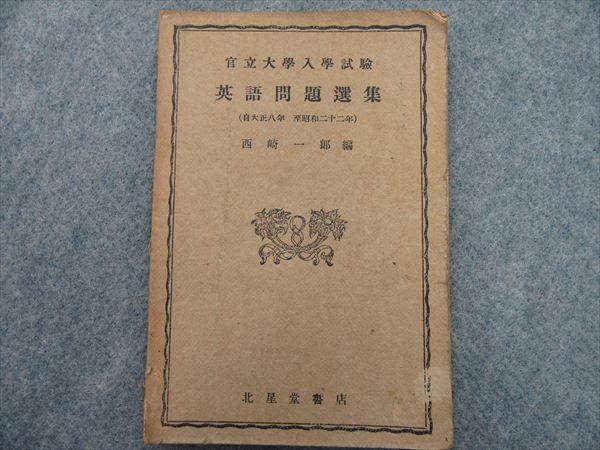 官立大學入學試驗
英語問題選集
(自大正八年 至昭和二十二年)
西崎一郎編
北星堂書店